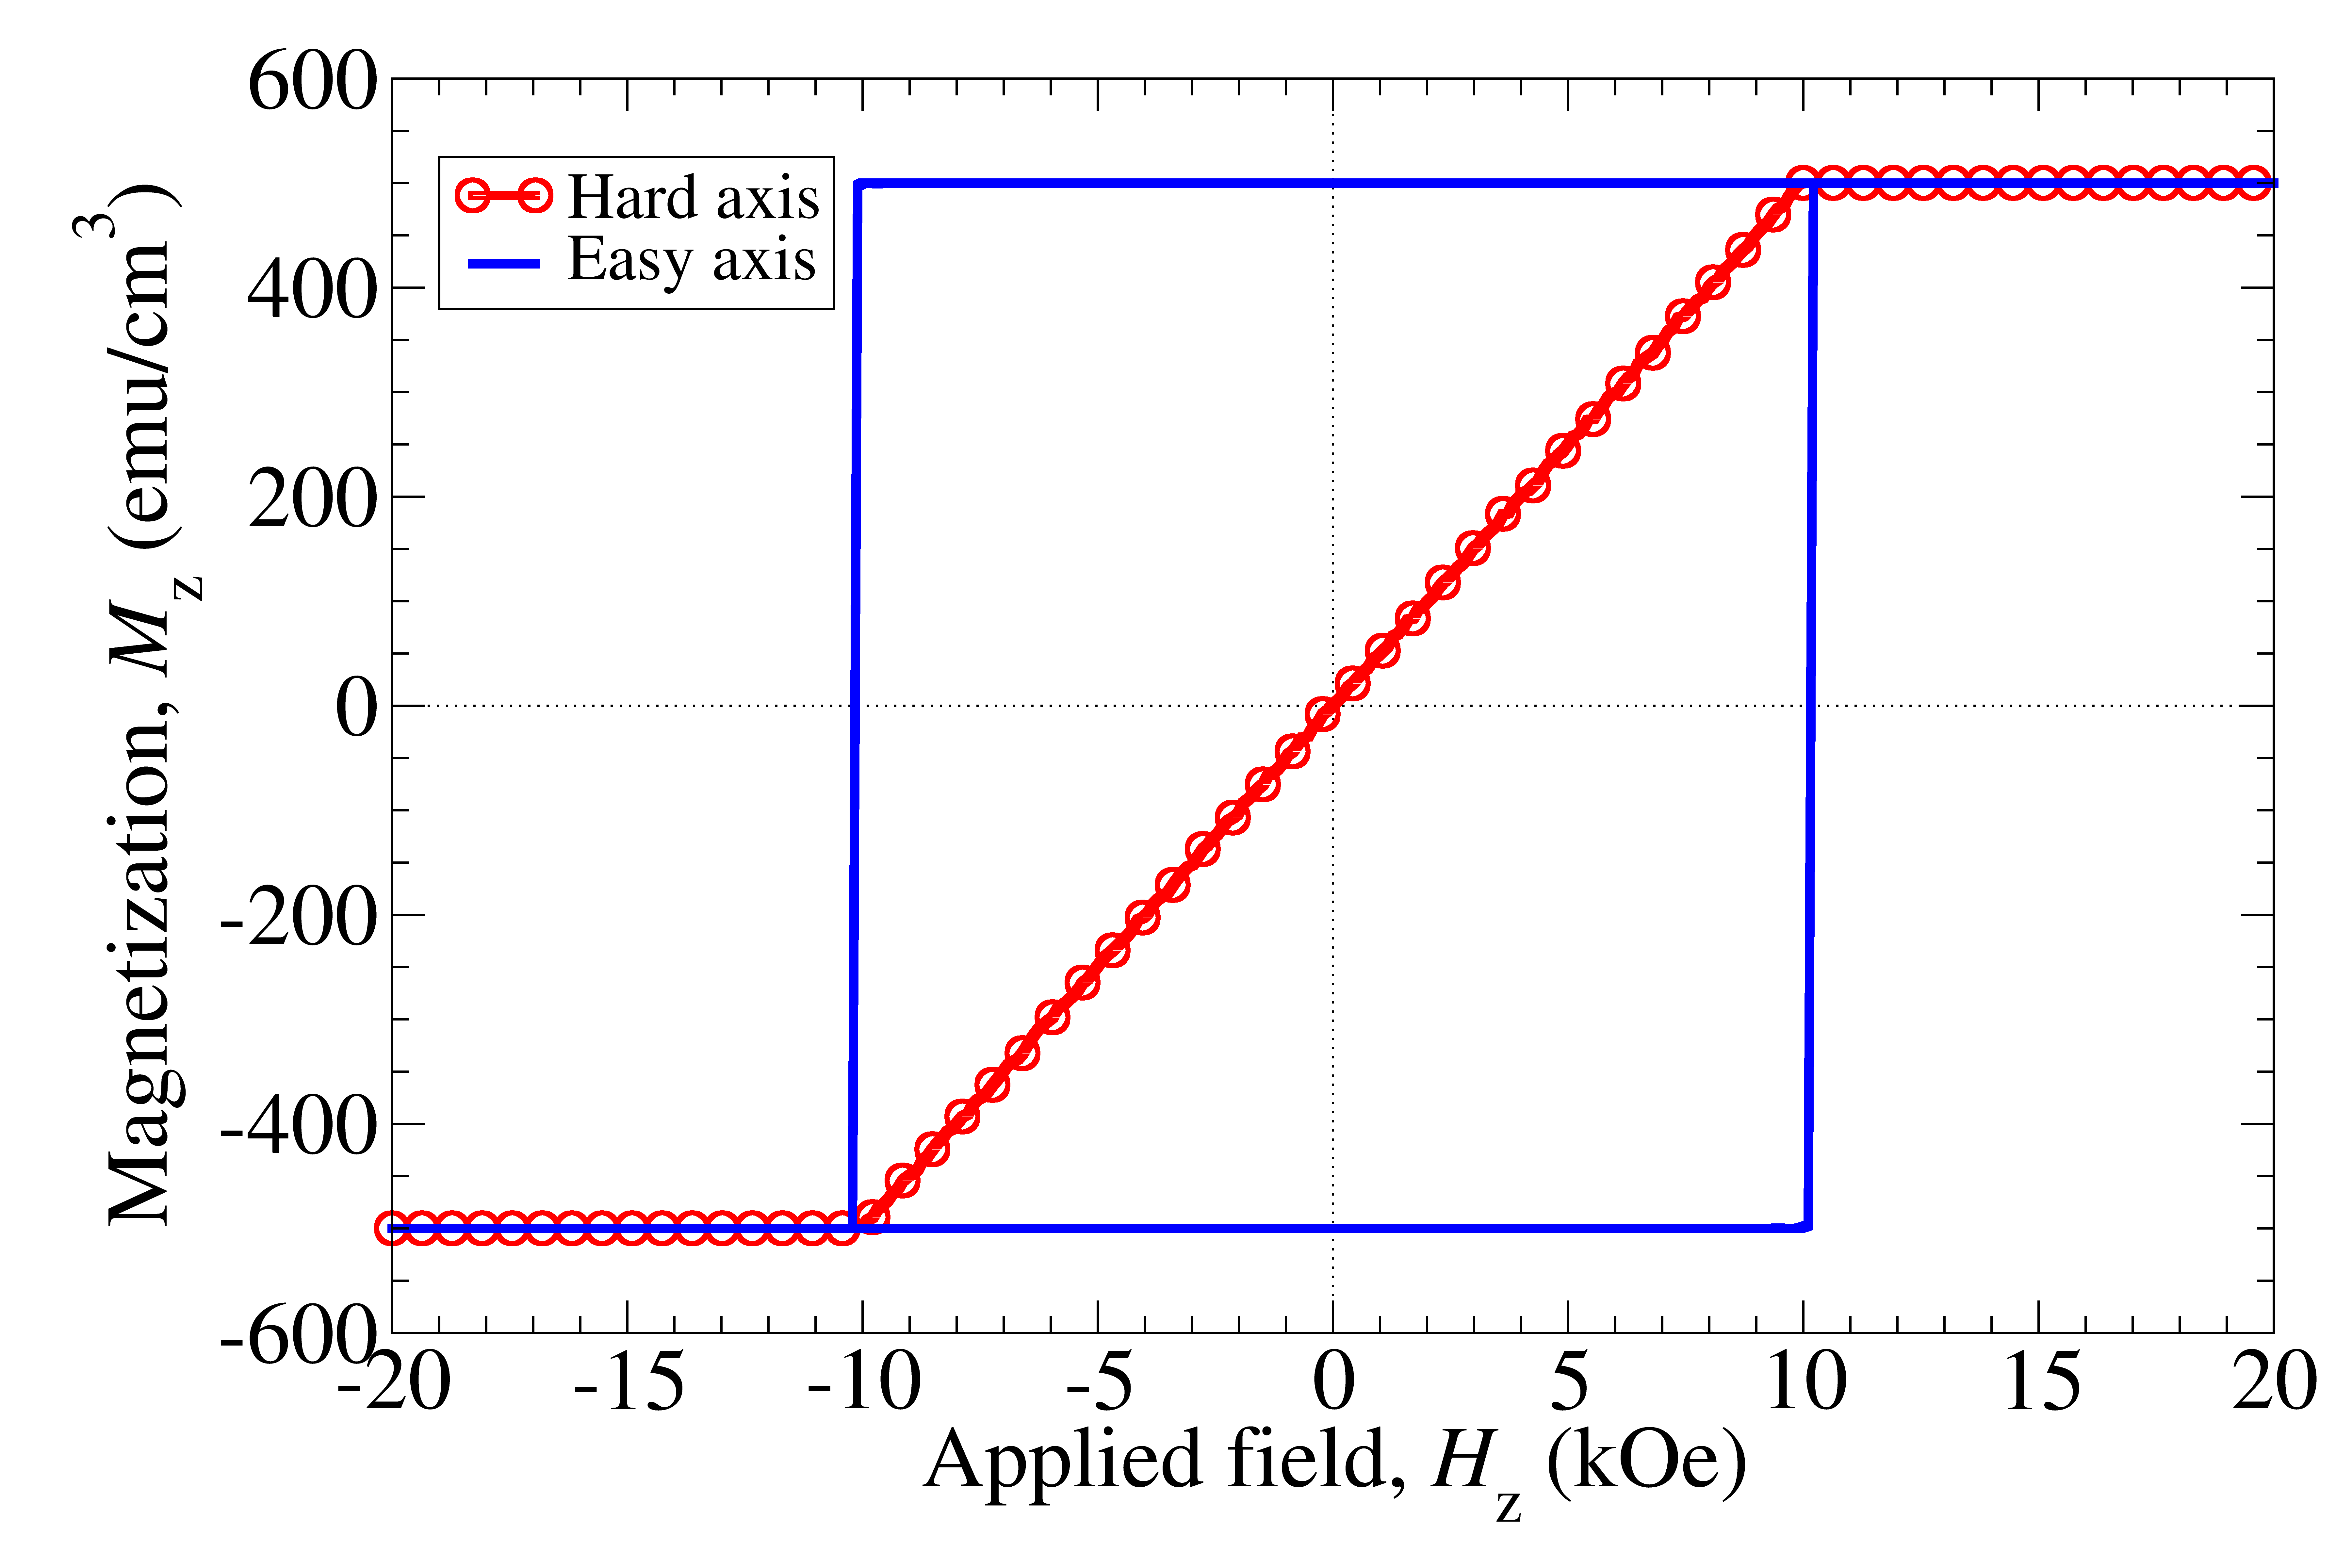 Magnetization, Mz (emu/cm3)
600
400
200
0
-200
-400
-600
Hard axis
Easy axis
-20 -15 -10 -5 0 5 10 15 20
Applied field, Hz (kOe)